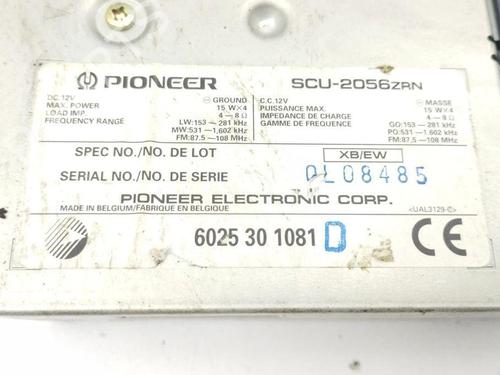 PIONEER SCU-2056ZRN
DC.12V ⊖GROUND C.C.12V ⊖MASSE
MAX. POWER 15 W×4 PUISSANCE MAX. 15 W×4
LOAD IMP. 4–8 Ω IMPEDANCE DE CHARGE 4–8 Ω
FREQUENCY RANGE LW:153–281 kHz GAMME DE FREQUENCE GO:153–281 kHz
MW:531–1,602 kHz PO:531–1,602 kHz
FM:87.5–108 MHz FM:87.5–108 MHz
SPEC NO./NO. DE LOT XB/EW
SERIAL NO./NO. DE SERIE 0L08485
PIONEER ELECTRONIC CORP.
MADE IN BELGIUM/FABRIQUE EN BELGIQUE <UAL3129-C>
6025 30 1081 D CE